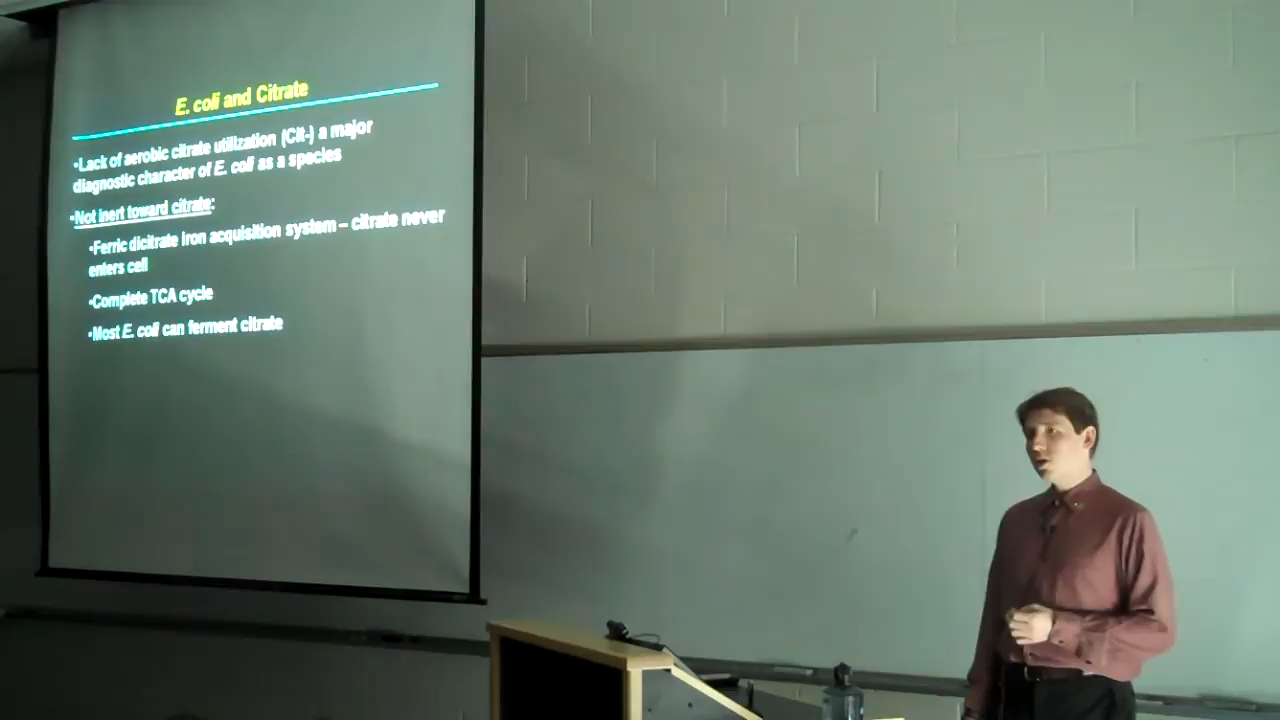 E. coli and Citrate
•Lack of aerobic citrate utilization (Cit-) a major
diagnostic character of E. coli as a species
•Not inert toward citrate:
•Ferric dicitrate iron acquisition system – citrate never
enters cell
•Complete TCA cycle
•Most E. coli can ferment citrate